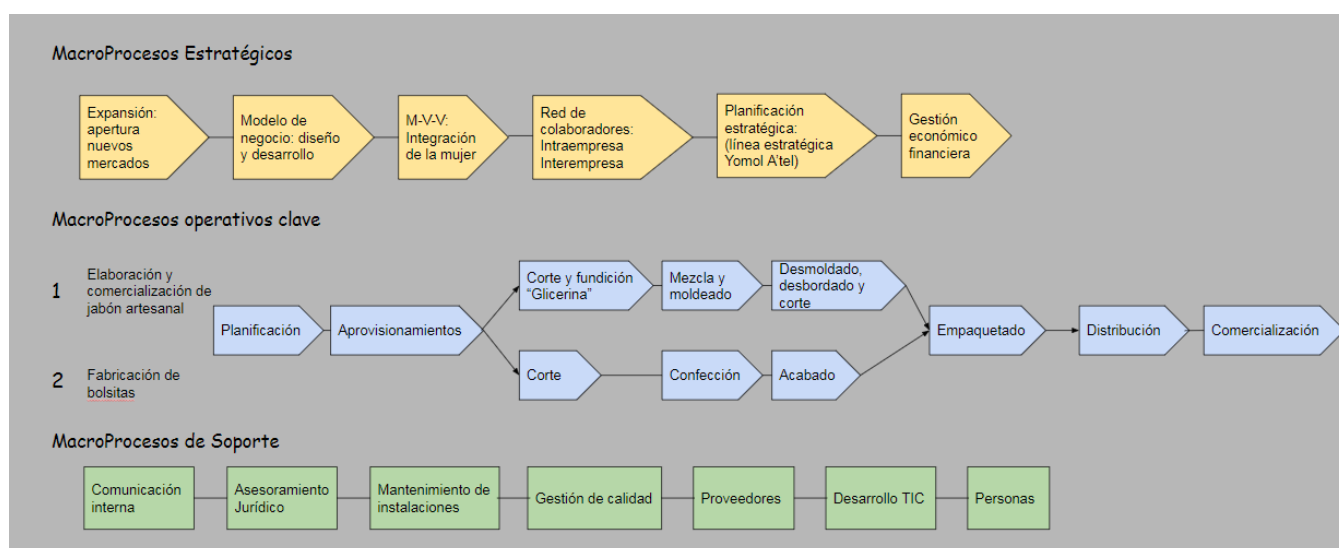 MacroProcesos Estratégicos
Expansión:
apertura
nuevos
mercados
Modelo de
negocio: diseño
y desarrollo
M-V-V:
Integración
de la mujer
Red de
colaboradores:
Intraempresa
Interempresa
Planificación
estratégica:
(línea estratégica
Yomol A'tel)
Gestión
económico
financiera
MacroProcesos operativos clave
1
Elaboración y
comercialización de
jabón artesanal
Planificación
Aprovisionamientos
Corte y fundición
“Glicerina”
Mezcla y
moldeado
Desmoldado,
desbordado y
corte
2
Fabricación de
bolsitas
Corte
Confección
Acabado
Empaquetado
Distribución
Comercialización
MacroProcesos de Soporte
Comunicación
interna
Asesoramiento
Jurídico
Mantenimiento de
instalaciones
Gestión de calidad
Proveedores
Desarrollo TIC
Personas